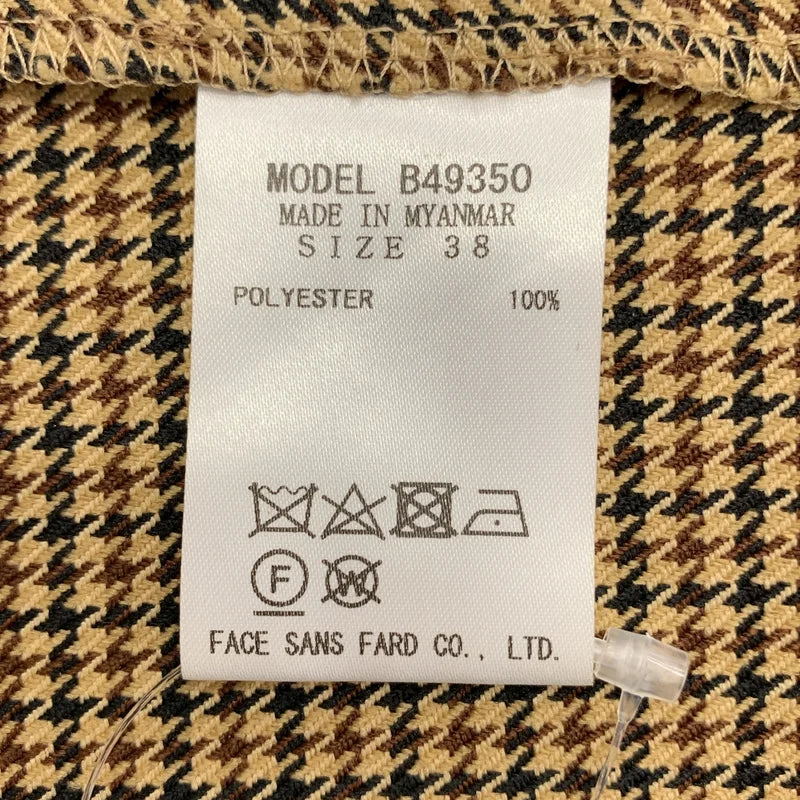 MODEL B49350
MADE IN MYANMAR
SIZE 38
POLYESTER 100%
F W
FACE SANS FARD CO., LTD.